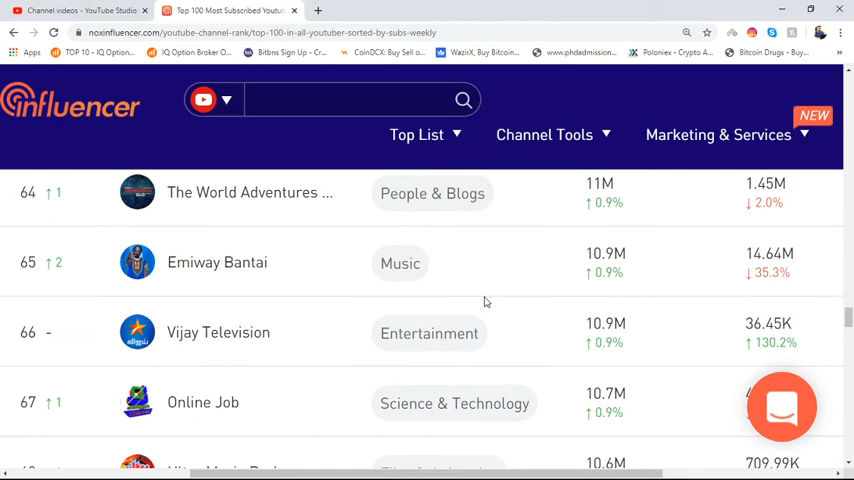 Channel videos - YouTube Studio
Top 100 Most Subscribed Youtub
noxinfluencer.com/youtube-channel-rank/top-100-in-all-youtuber-sorted-by-subs-weekly
Apps TOP 10 - IQ Option... IQ Option Broker O... Bitbns Sign Up - Cr... CoinDCX: Buy Sell o... WazirX, Buy Bitcoin... www.phdadmission... Poloniex - Crypto A... Bitcoin Drugs - Buy...
influencer
NEW
Top List Channel Tools Marketing & Services
64 ↑ 1 The World Adventures ... People & Blogs 11M 1.45M
↑ 0.9% ↓ 2.0%
65 ↑ 2 Emiway Bantai Music 10.9M 14.64M
↑ 0.9% ↓ 35.3%
66 - Vijay Television Entertainment 10.9M 36.45K
விஜய்
↑ 0.9% ↑ 130.2%
67 ↑ 1 Online Job Science & Technology 10.7M
↑ 0.9%
10.6M 709.99K